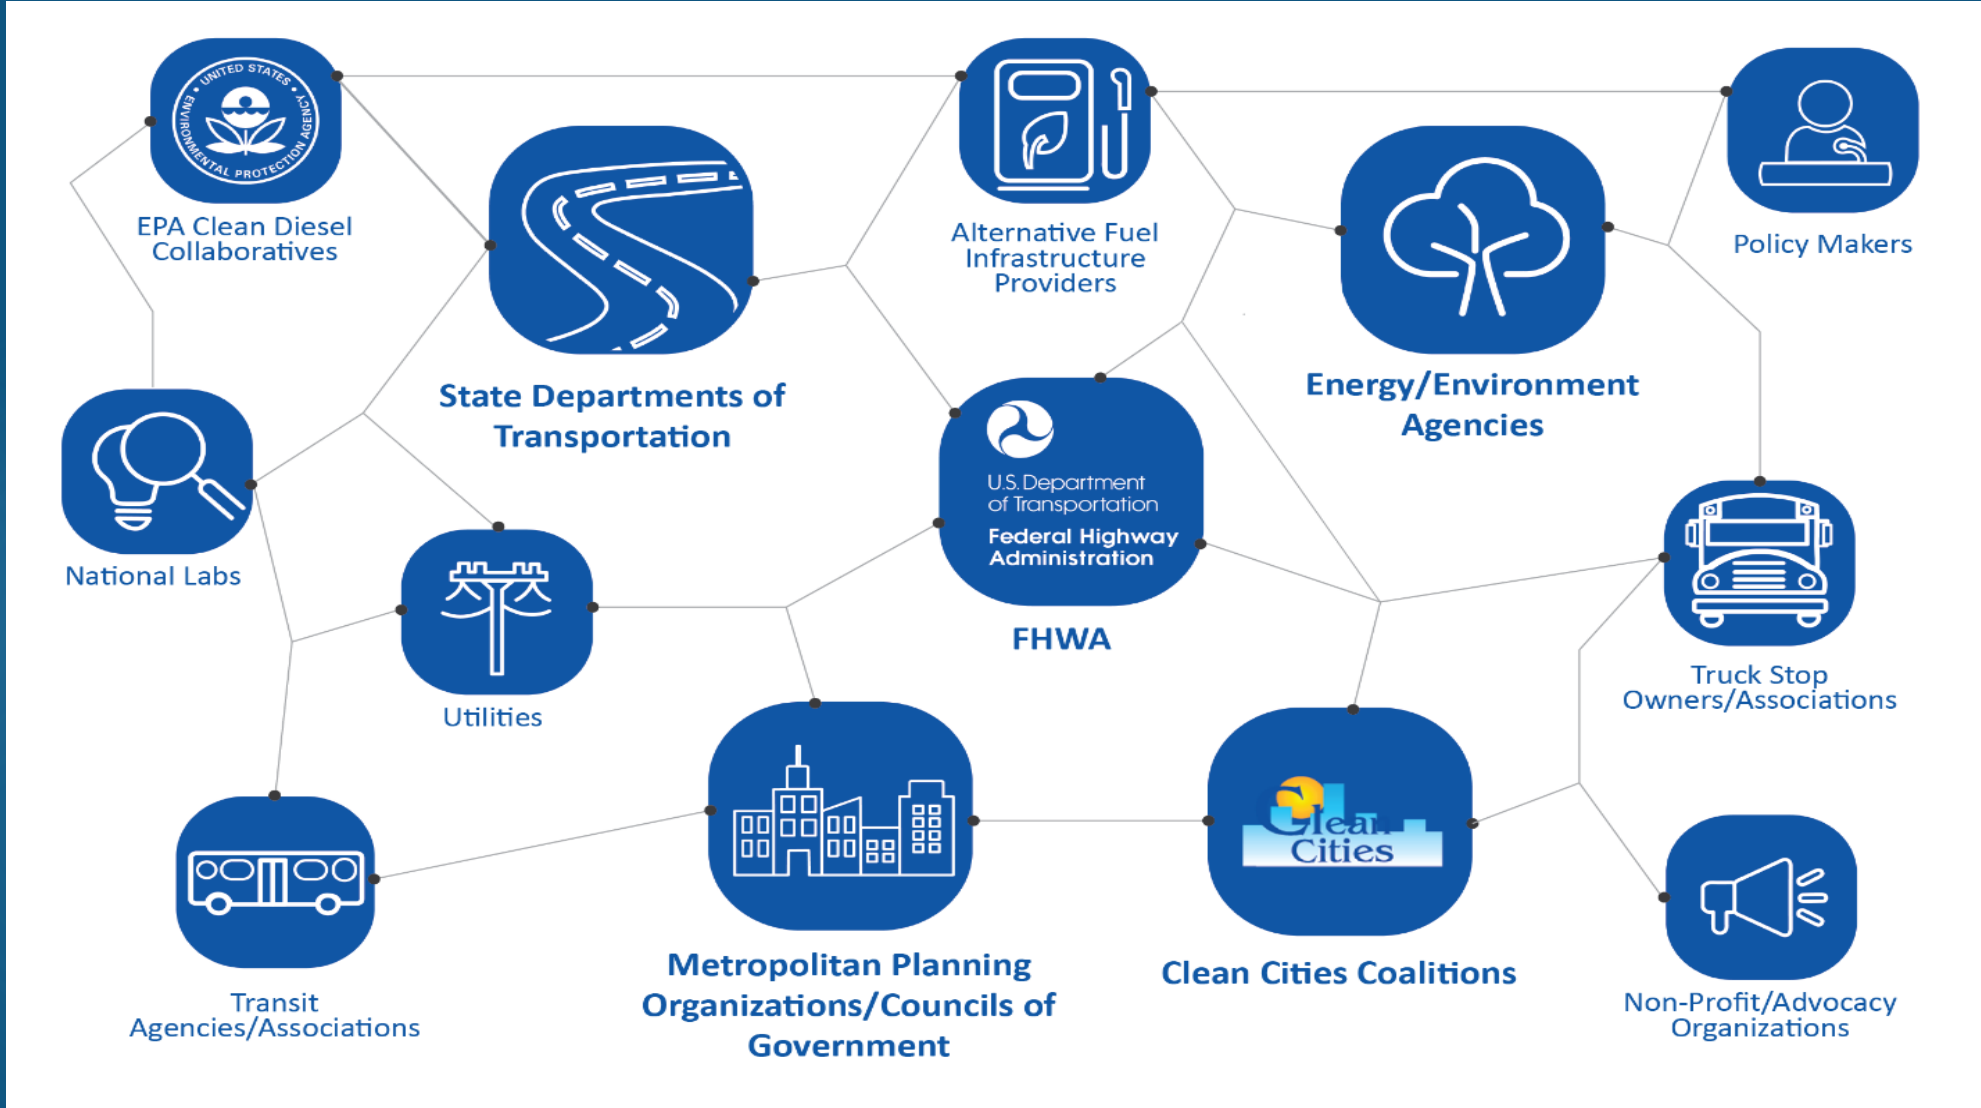 UNITED STATES
ENVIRONMENTAL PROTECTION AGENCY
EPA Clean Diesel
Collaboratives
State Departments of
Transportation
Alternative Fuel
Infrastructure
Providers
Energy/Environment
Agencies
Policy Makers
National Labs
Utilities
U.S. Department
of Transportation
Federal Highway
Administration
FHWA
Truck Stop
Owners/Associations
Transit
Agencies/Associations
Metropolitan Planning
Organizations/Councils of
Government
Clean
Cities
Clean Cities Coalitions
Non-Profit/Advocacy
Organizations